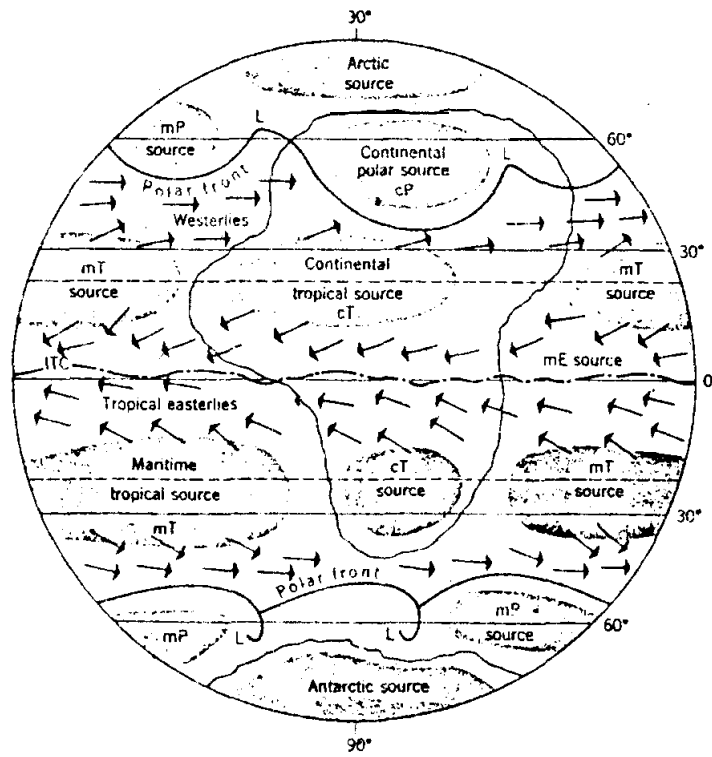 30°
Arctic
source
mP
source
L
Continental
polar source
cP
L
60°
Polar front
Westerlies
30°
mT
source
Continental
tropical source
cT
mT
source
ITC
mE source
0
Tropical easterlies
Maritime
tropical source
mT
cT
source
mT
source
30°
Polar front
mP
L
L
mP
source
60°
Antarctic source
90°